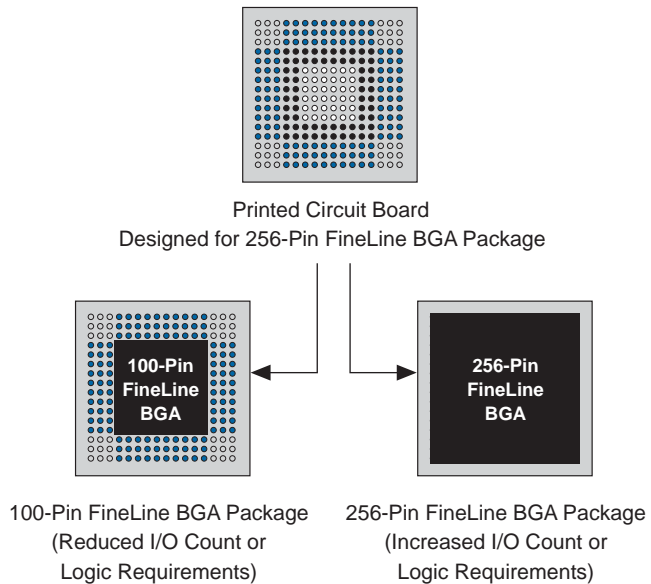 Printed Circuit Board
Designed for 256-Pin FineLine BGA Package
100-Pin
FineLine
BGA
256-Pin
FineLine
BGA
100-Pin FineLine BGA Package
(Reduced I/O Count or
Logic Requirements)
256-Pin FineLine BGA Package
(Increased I/O Count or
Logic Requirements)